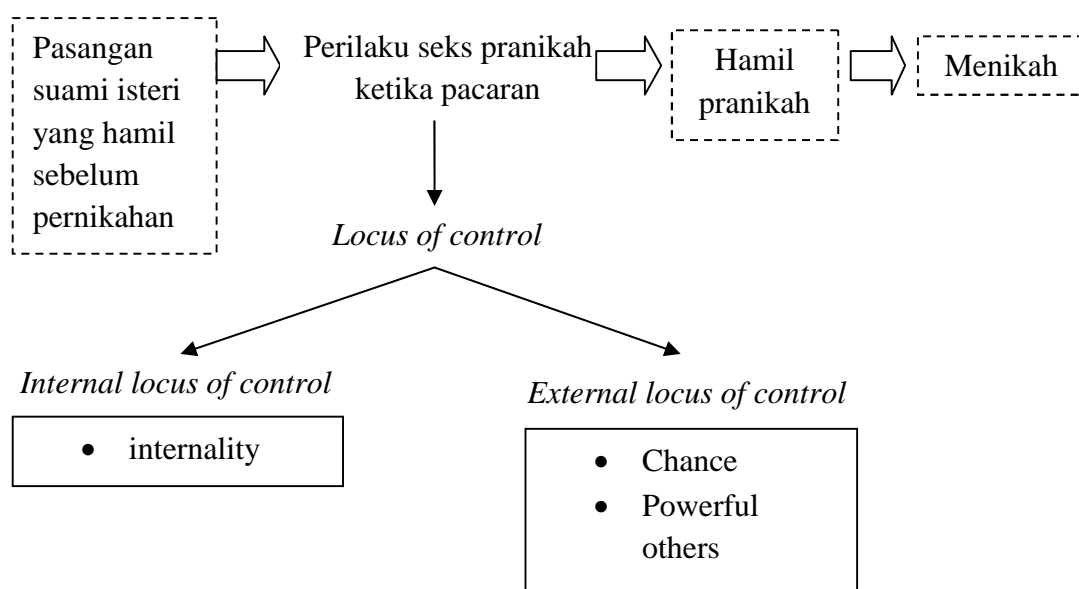 Pasangan
suami isteri
yang hamil
sebelum
pernikahan
Perilaku seks pranikah
ketika pacaran
Hamil
pranikah
Menikah
Locus of control
Internal locus of control
• internality
External locus of control
• Chance
• Powerful
others